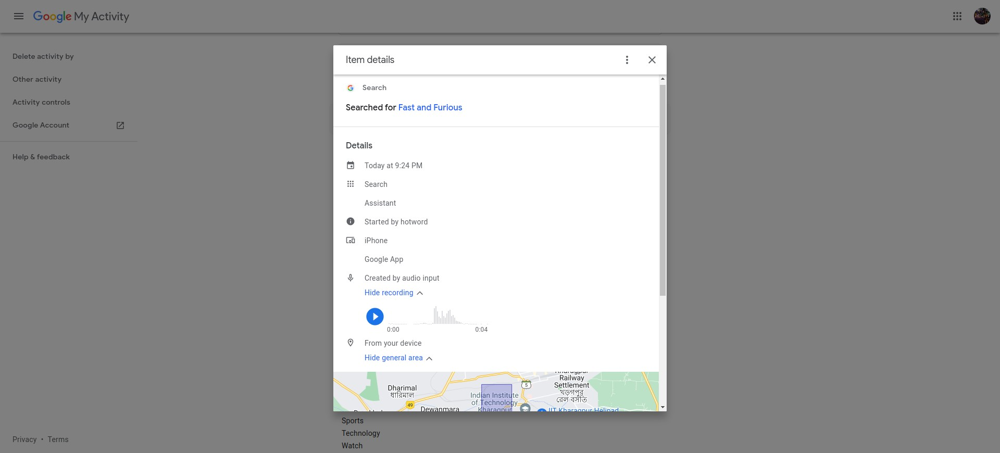 Google My Activity
Delete activity by
Other activity
Activity controls
Google Account
Help & feedback
Item details
Search
Searched for Fast and Furious
Details
Today at 9:24 PM
Search
Assistant
Started by hotword
iPhone
Google App
Created by audio input
Hide recording
0:00 0:04
From your device
Hide general area
Kharagpur
Railway
Settlement
খড়গপুর
রেল বসতি
5
Dharimal
ধারিমাল
49
Indian Institute
of Technology
Kharagpur
Dewanmara
IIT Kharagpur Helipad
Sports
Technology
Watch
Privacy • Terms